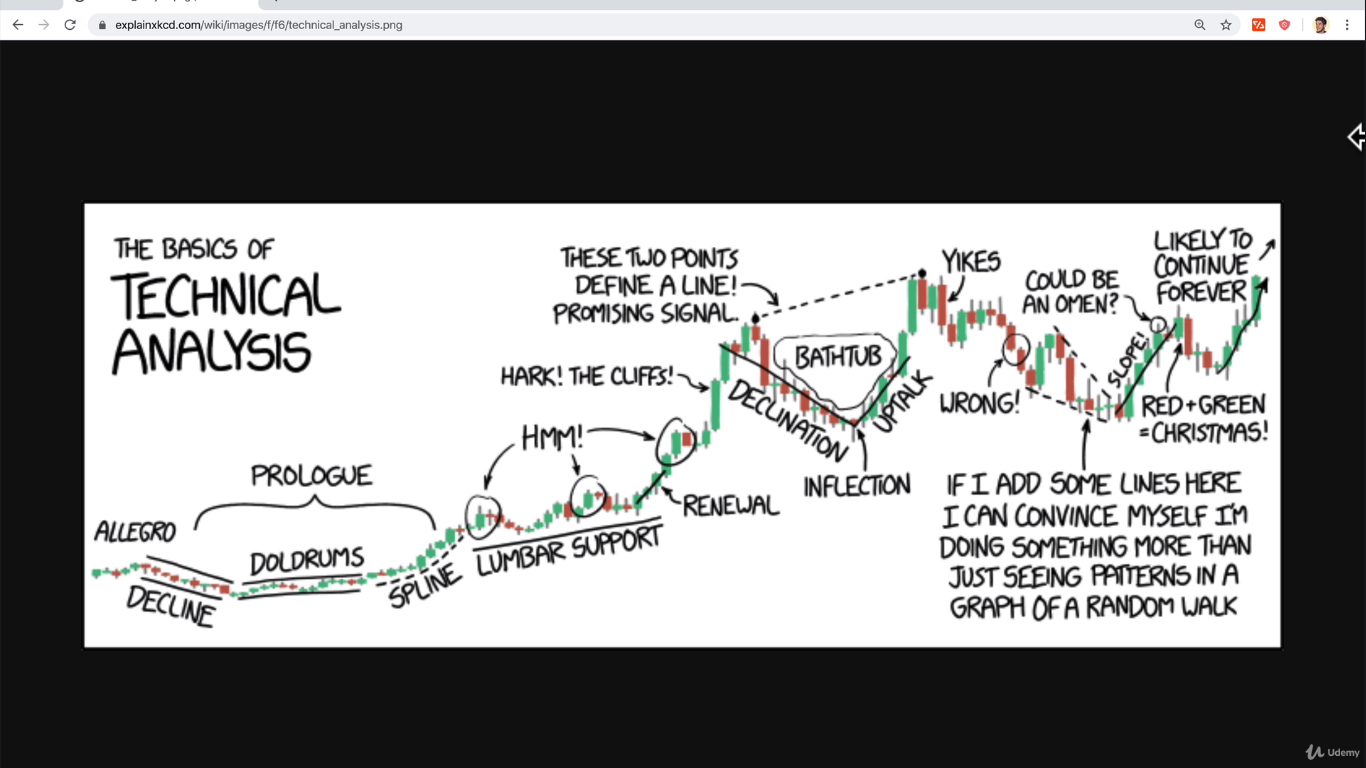 explainxkcd.com/wiki/images/f/f6/technical_analysis.png
THE BASICS OF
TECHNICAL
ANALYSIS
ALLEGRO
PROLOGUE
DECLINE
DOLDRUMS
SPLINE
HMM!
LUMBAR SUPPORT
RENEWAL
HARK! THE CLIFFS!
THESE TWO POINTS
DEFINE A LINE!
PROMISING SIGNAL.
DECLINATION
BATHTUB
UPTALK
INFLECTION
YIKES
WRONG!
COULD BE
AN OMEN?
SLOPE!
LIKELY TO
CONTINUE
FOREVER
RED + GREEN
= CHRISTMAS!
IF I ADD SOME LINES HERE
I CAN CONVINCE MYSELF I'M
DOING SOMETHING MORE THAN
JUST SEEING PATTERNS IN A
GRAPH OF A RANDOM WALK
Udemy